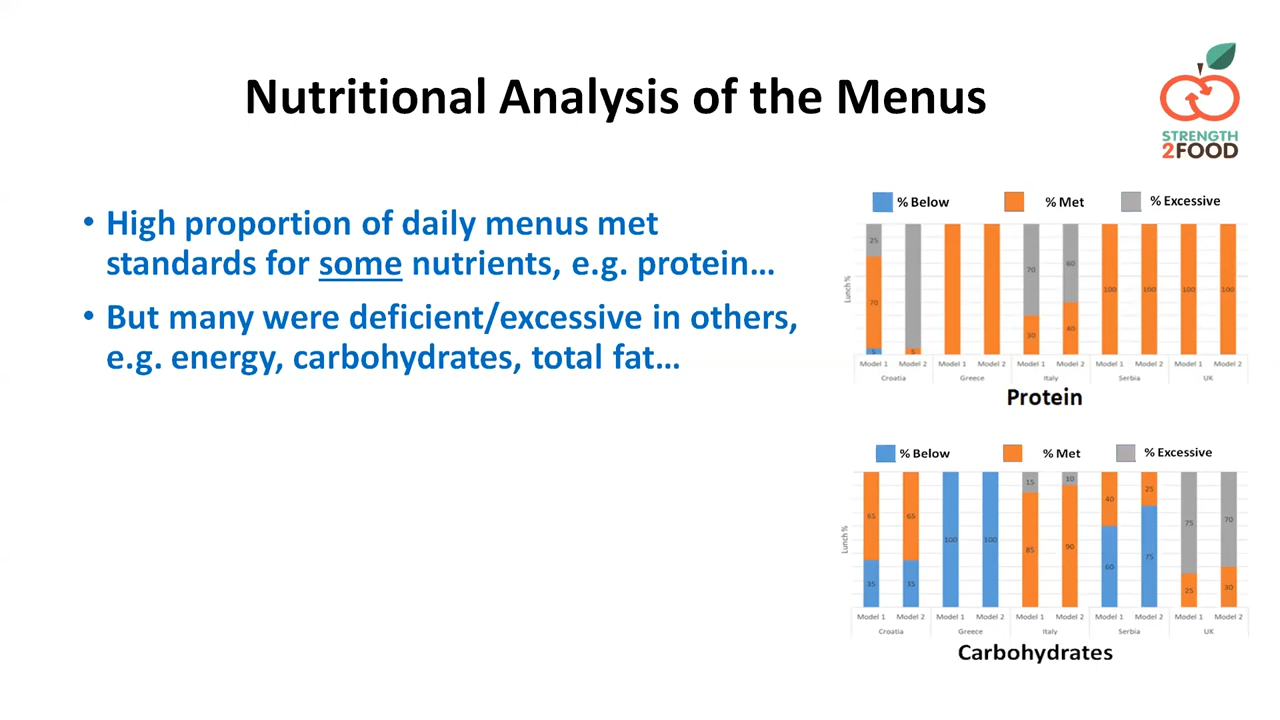 Nutritional Analysis of the Menus
STRENGTH
2FOOD
• High proportion of daily menus met
standards for some nutrients, e.g. protein…
• But many were deficient/excessive in others,
e.g. energy, carbohydrates, total fat…
% Below % Met % Excessive
Lunch %
25 70 5
5
70 30
60 40
100 100 100 100
Model 1 Model 2 Model 1 Model 2 Model 1 Model 2 Model 1 Model 2 Model 1 Model 2
Croatia Greece Italy Serbia UK
Protein
% Below % Met % Excessive
Lunch %
65 35
65 35
100 100
15 85
10 90
40 60
25 75
75 25
70 30
Model 1 Model 2 Model 1 Model 2 Model 1 Model 2 Model 1 Model 2 Model 1 Model 2
Croatia Greece Italy Serbia UK
Carbohydrates